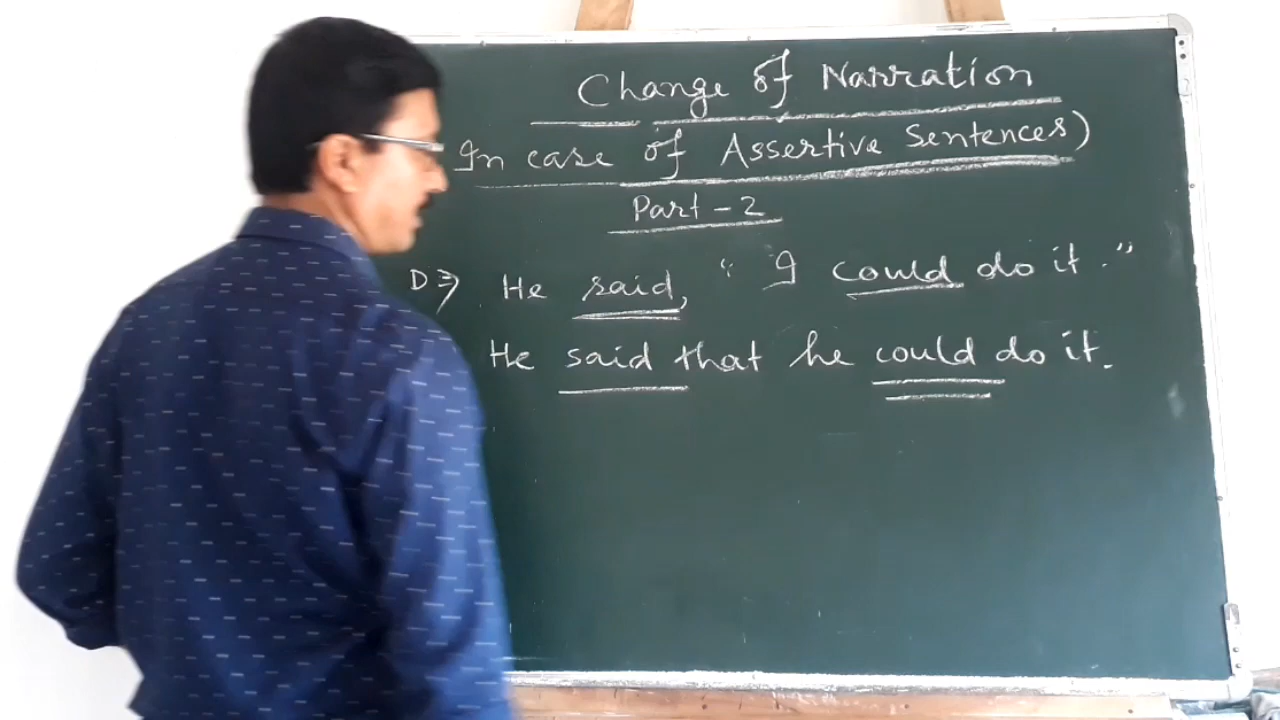 Change of Narration
In case of Assertive Sentences)
Part - 2
D ⇒ He said, " I could do it ."
He said that he could do it.